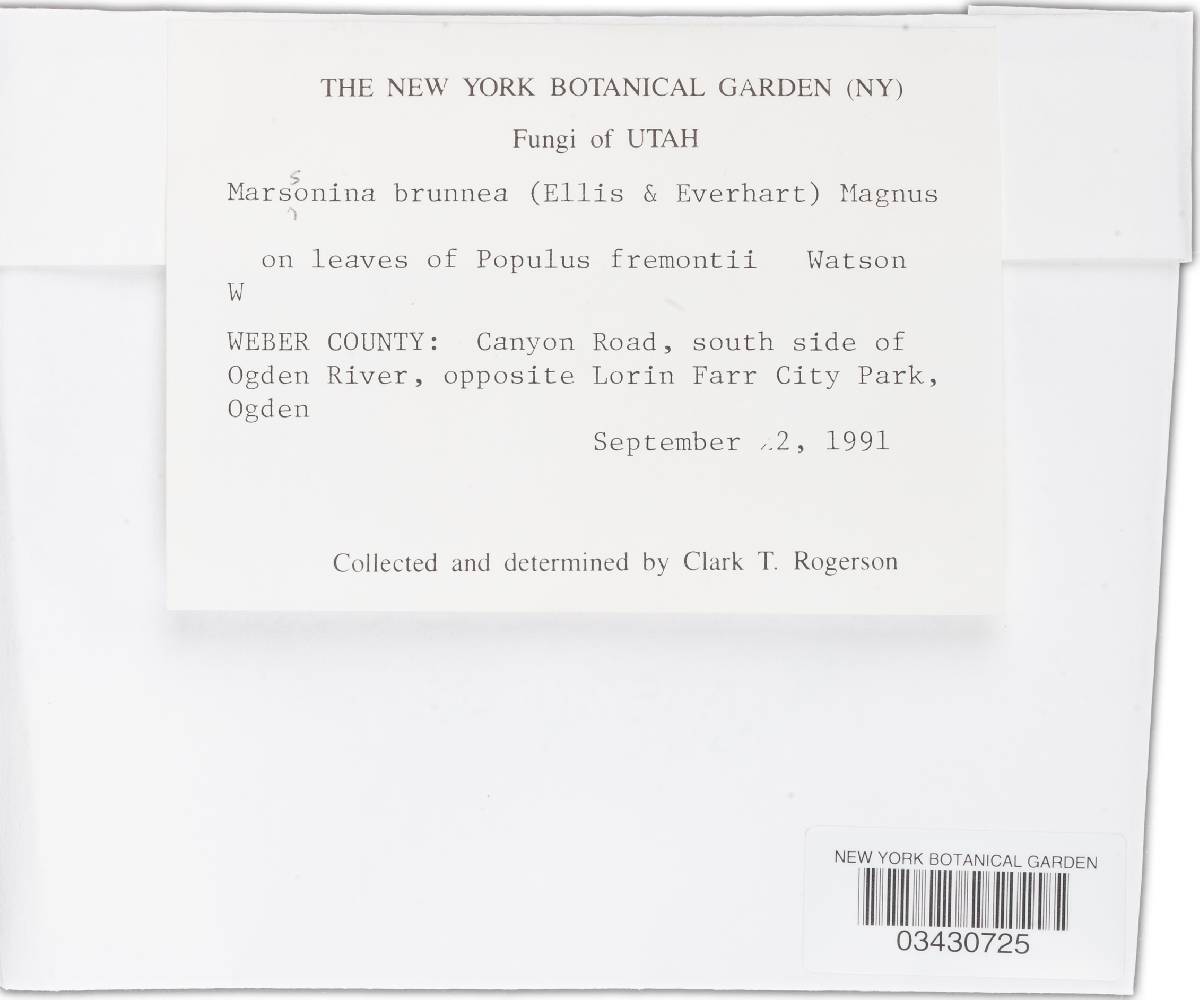 THE NEW YORK BOTANICAL GARDEN (NY)
Fungi of UTAH
Marssonina brunnea (Ellis & Everhart) Magnus
on leaves of Populus fremontii Watson
W
WEBER COUNTY: Canyon Road, south side of
Ogden River, opposite Lorin Farr City Park,
Ogden
September 1991
Collected and determined by Clark T. Rogerson
NEW YORK BOTANICAL GARDEN
03430725